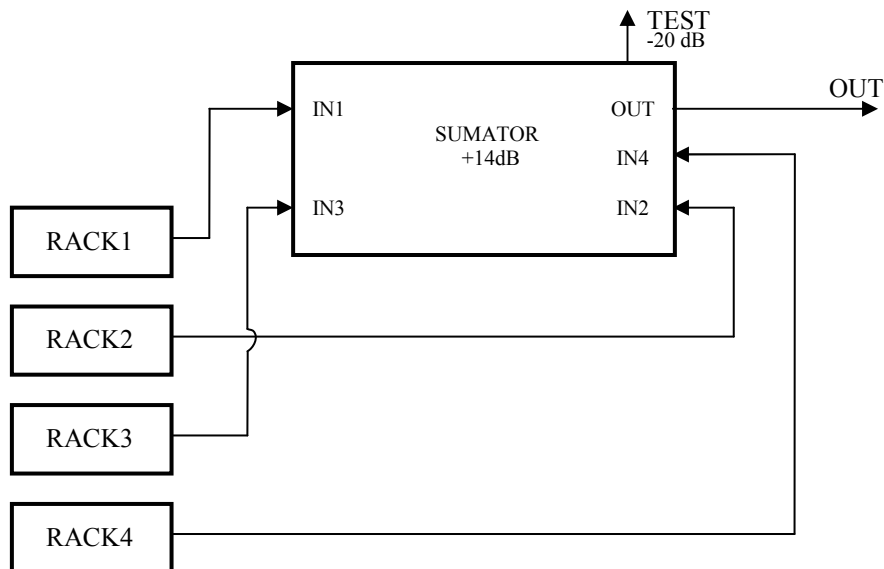 TEST
-20 dB
OUT
IN1
OUT
SUMATOR
+14dB
IN4
IN3
IN2
RACK1
RACK2
RACK3
RACK4